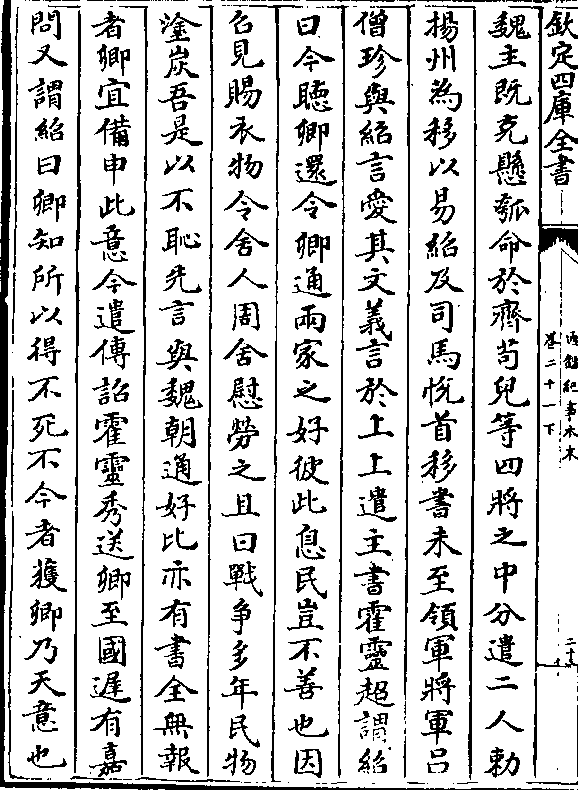 欽定四庫全書
通鑑紀事本末
卷二十一下
魏主既克懸瓠命於齊苟兒等四將之中分遣二人勅
揚州為移以易紹及司馬悅首移書未至領軍將軍吕
僧珍與紹言愛其文義言於上上遣主書霍靈超謂紹
曰今聽卿還令卿通兩家之好彼此息民豈不善也因
召見賜衣物令舍人周舍慰勞之且曰戰爭多年民物
塗炭吾是以不恥先言與魏朝通好比亦有書全無報
者卿宜備申此意今遣傳詔霍靈秀送卿至國遲有嘉
問又謂紹曰卿知所以得不死不今者獲卿乃天意也